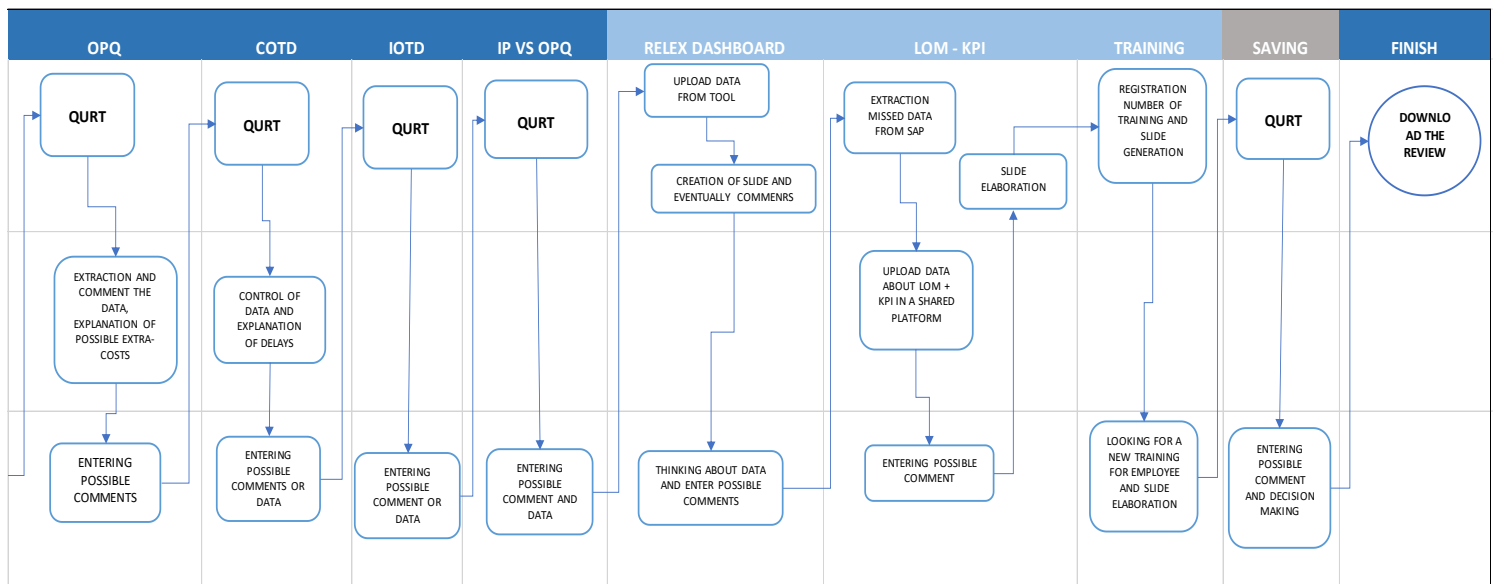 OPQ
COTD
IOTD
IP VS OPQ
RELEX DASHBOARD
LOM - KPI
TRAINING
SAVING
FINISH
QURT
EXTRACTION AND
COMMENT THE
DATA,
EXPLANATION OF
POSSIBLE EXTRA-
COSTS
ENTERING
POSSIBLE
COMMENTS
QURT
CONTROL OF
DATA AND
EXPLANATION
OF DELAYS
ENTERING
POSSIBLE
COMMENTS OR
DATA
QURT
ENTERING
POSSIBLE
COMMENT OR
DATA
QURT
ENTERING
POSSIBLE
COMMENT AND
DATA
UPLOAD DATA
FROM TOOL
CREATION OF SLIDE AND
EVENTUALLY COMMENRS
THINKING ABOUT DATA
AND ENTER POSSIBLE
COMMENTS
EXTRACTION
MISSED DATA
FROM SAP
UPLOAD DATA
ABOUT LOM +
KPI IN A SHARED
PLATFORM
ENTERING POSSIBLE
COMMENT
SLIDE
ELABORATION
REGISTRATION
NUMBER OF
TRAINING AND
SLIDE
GENERATION
LOOKING FOR A
NEW TRAINING
FOR EMPLOYEE
AND SLIDE
ELABORATION
QURT
ENTERING
POSSIBLE
COMMENT
AND DECISION
MAKING
DOWNLO
AD THE
REVIEW